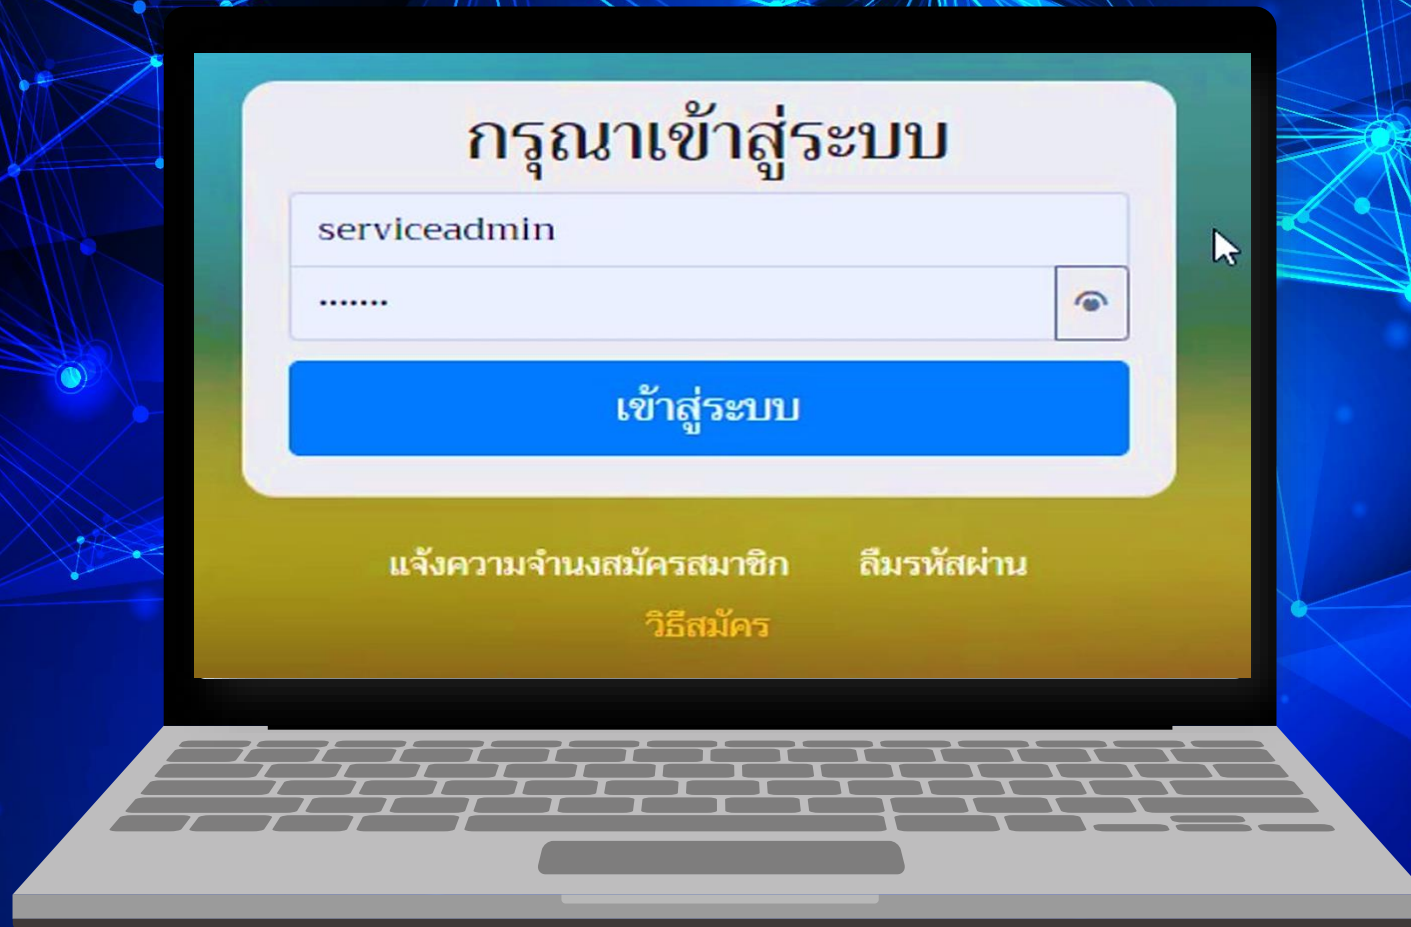 กรุณาเข้าสู่ระบบ
serviceadmin
•••••••
เข้าสู่ระบบ
แจ้งความจำนงสมัครสมาชิก ลืมรหัสผ่าน
วิธีสมัคร